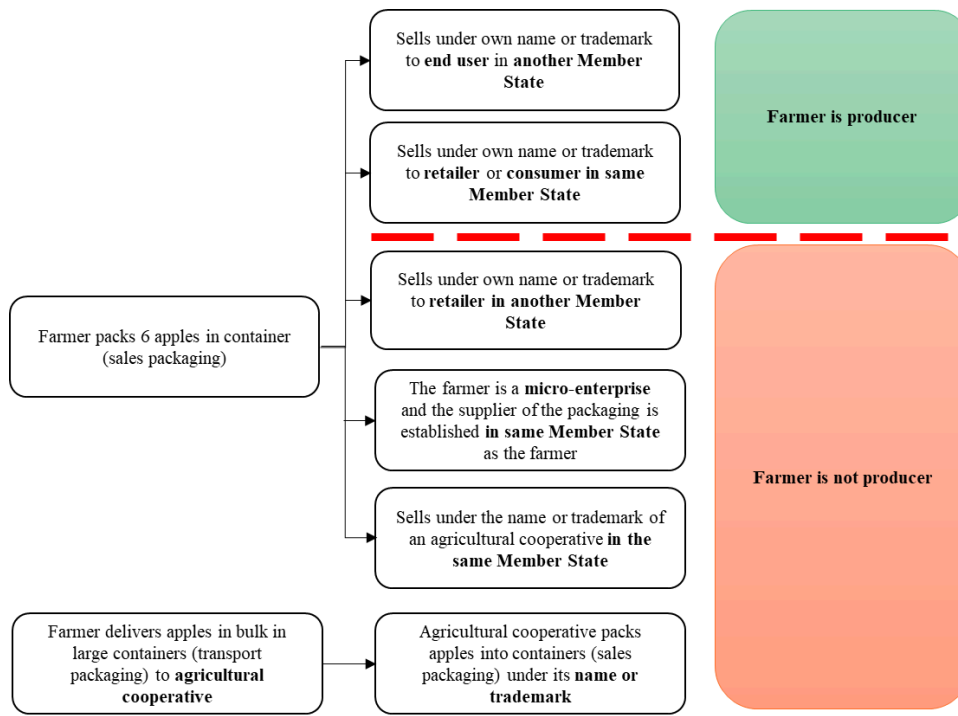 Sells under own name or trademark
to end user in another Member
State
Farmer is producer
Sells under own name or trademark
to retailer or consumer in same
Member State
Sells under own name or trademark
to retailer in another Member
State
Farmer packs 6 apples in container
(sales packaging)
The farmer is a micro-enterprise
and the supplier of the packaging is
established in same Member State
as the farmer
Farmer is not producer
Sells under the name or trademark of
an agricultural cooperative in the
same Member State
Farmer delivers apples in bulk in
large containers (transport
packaging) to agricultural
cooperative
Agricultural cooperative packs
apples into containers (sales
packaging) under its name or
trademark